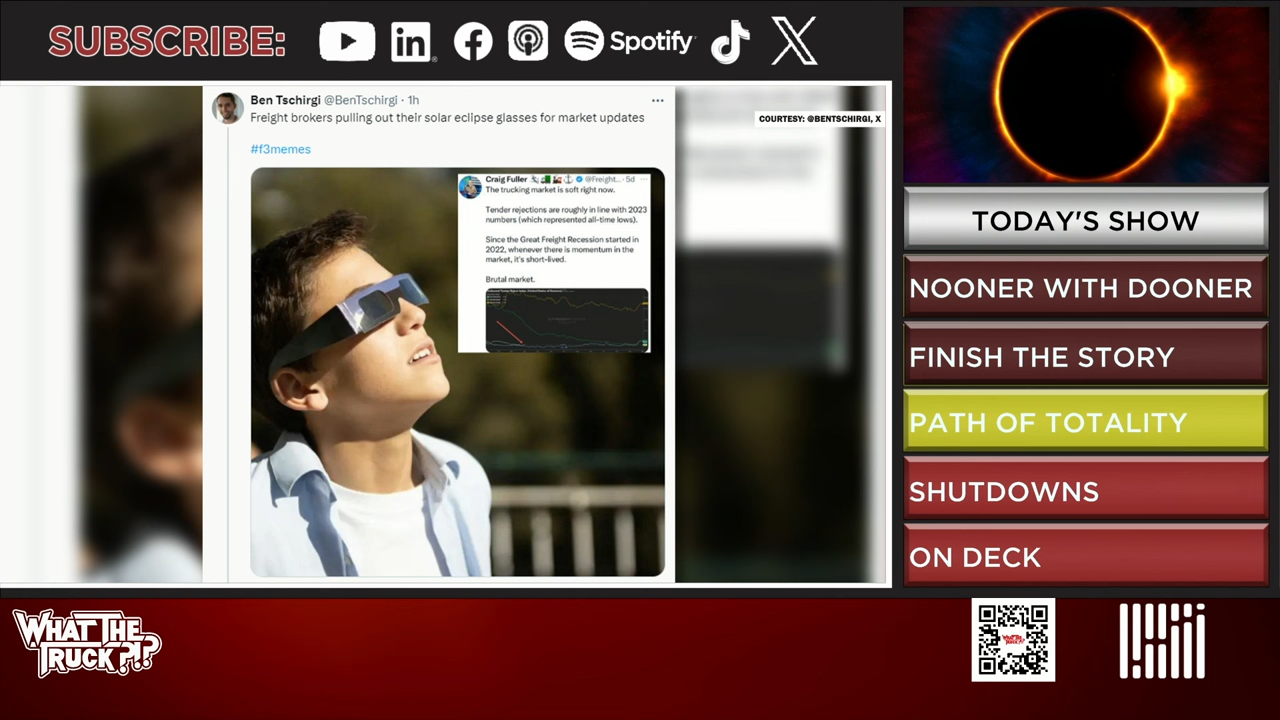 SUBSCRIBE:
Spotify
Ben Tschirgi @BenTschirgi · 1h
Freight brokers pulling out their solar eclipse glasses for market updates
#f3memes
COURTESY: @BENTSCHIRGI, X
Craig Fuller @Freight... · 5d
The trucking market is soft right now.
Tender rejections are roughly in line with 2023
numbers (which represented all-time lows).
Since the Great Freight Recession started in
2022, whenever there is momentum in the
market, it's short-lived.
Brutal market.
TODAY'S SHOW
NOONER WITH DOONER
FINISH THE STORY
PATH OF TOTALITY
SHUTDOWNS
ON DECK
WHAT THE
TRUCK?!?